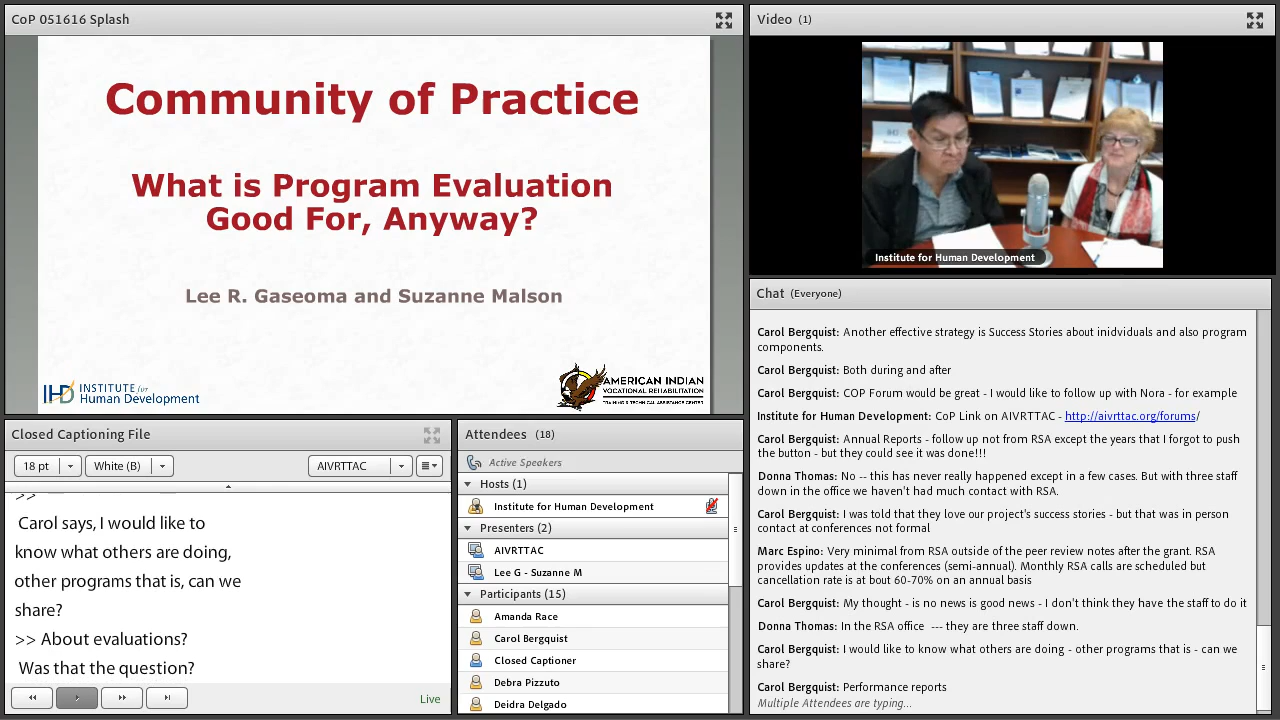 CoP 051616 Splash
Community of Practice
What is Program Evaluation
Good For, Anyway?
Lee R. Gaseoma and Suzanne Malson
IHD INSTITUTE for
Human Development
AMERICAN INDIAN
VOCATIONAL REHABILITATION
TRAINING & TECHNICAL ASSISTANCE CENTER
Video (1)
Institute for Human Development
Closed Captioning File
18 pt
White (B)
AIVRTTAC
>>
Carol says, I would like to
know what others are doing,
other programs that is, can we
share?
>> About evaluations?
Was that the question?
Live
Attendees (18)
Active Speakers
Hosts (1)
Institute for Human Development
Presenters (2)
AIVRTTAC
Lee G - Suzanne M
Participants (15)
Amanda Race
Carol Bergquist
Closed Captioner
Debra Pizzuto
Deidra Delgado
Chat (Everyone)
Carol Bergquist: Another effective strategy is Success Stories about inidviduals and also program
components.
Carol Bergquist: Both during and after
Carol Bergquist: COP Forum would be great - I would like to follow up with Nora - for example
Institute for Human Development: CoP Link on AIVRTTAC - http://aivrttac.org/forums/
Carol Bergquist: Annual Reports - follow up not from RSA except the years that I forgot to push
the button - but they could see it was done!!!
Donna Thomas: No -- this has never really happened except in a few cases. But with three staff
down in the office we haven't had much contact with RSA.
Carol Bergquist: I was told that they love our project's success stories - but that was in person
contact at conferences not formal
Marc Espino: Very minimal from RSA outside of the peer review notes after the grant. RSA
provides updates at the conferences (semi-annual). Monthly RSA calls are scheduled but
cancellation rate is at bout 60-70% on an annual basis
Carol Bergquist: My thought - is no news is good news - I don't think they have the staff to do it
Donna Thomas: In the RSA office --- they are three staff down.
Carol Bergquist: I would like to know what others are doing - other programs that is - can we
share?
Carol Bergquist: Performance reports
Multiple Attendees are typing...